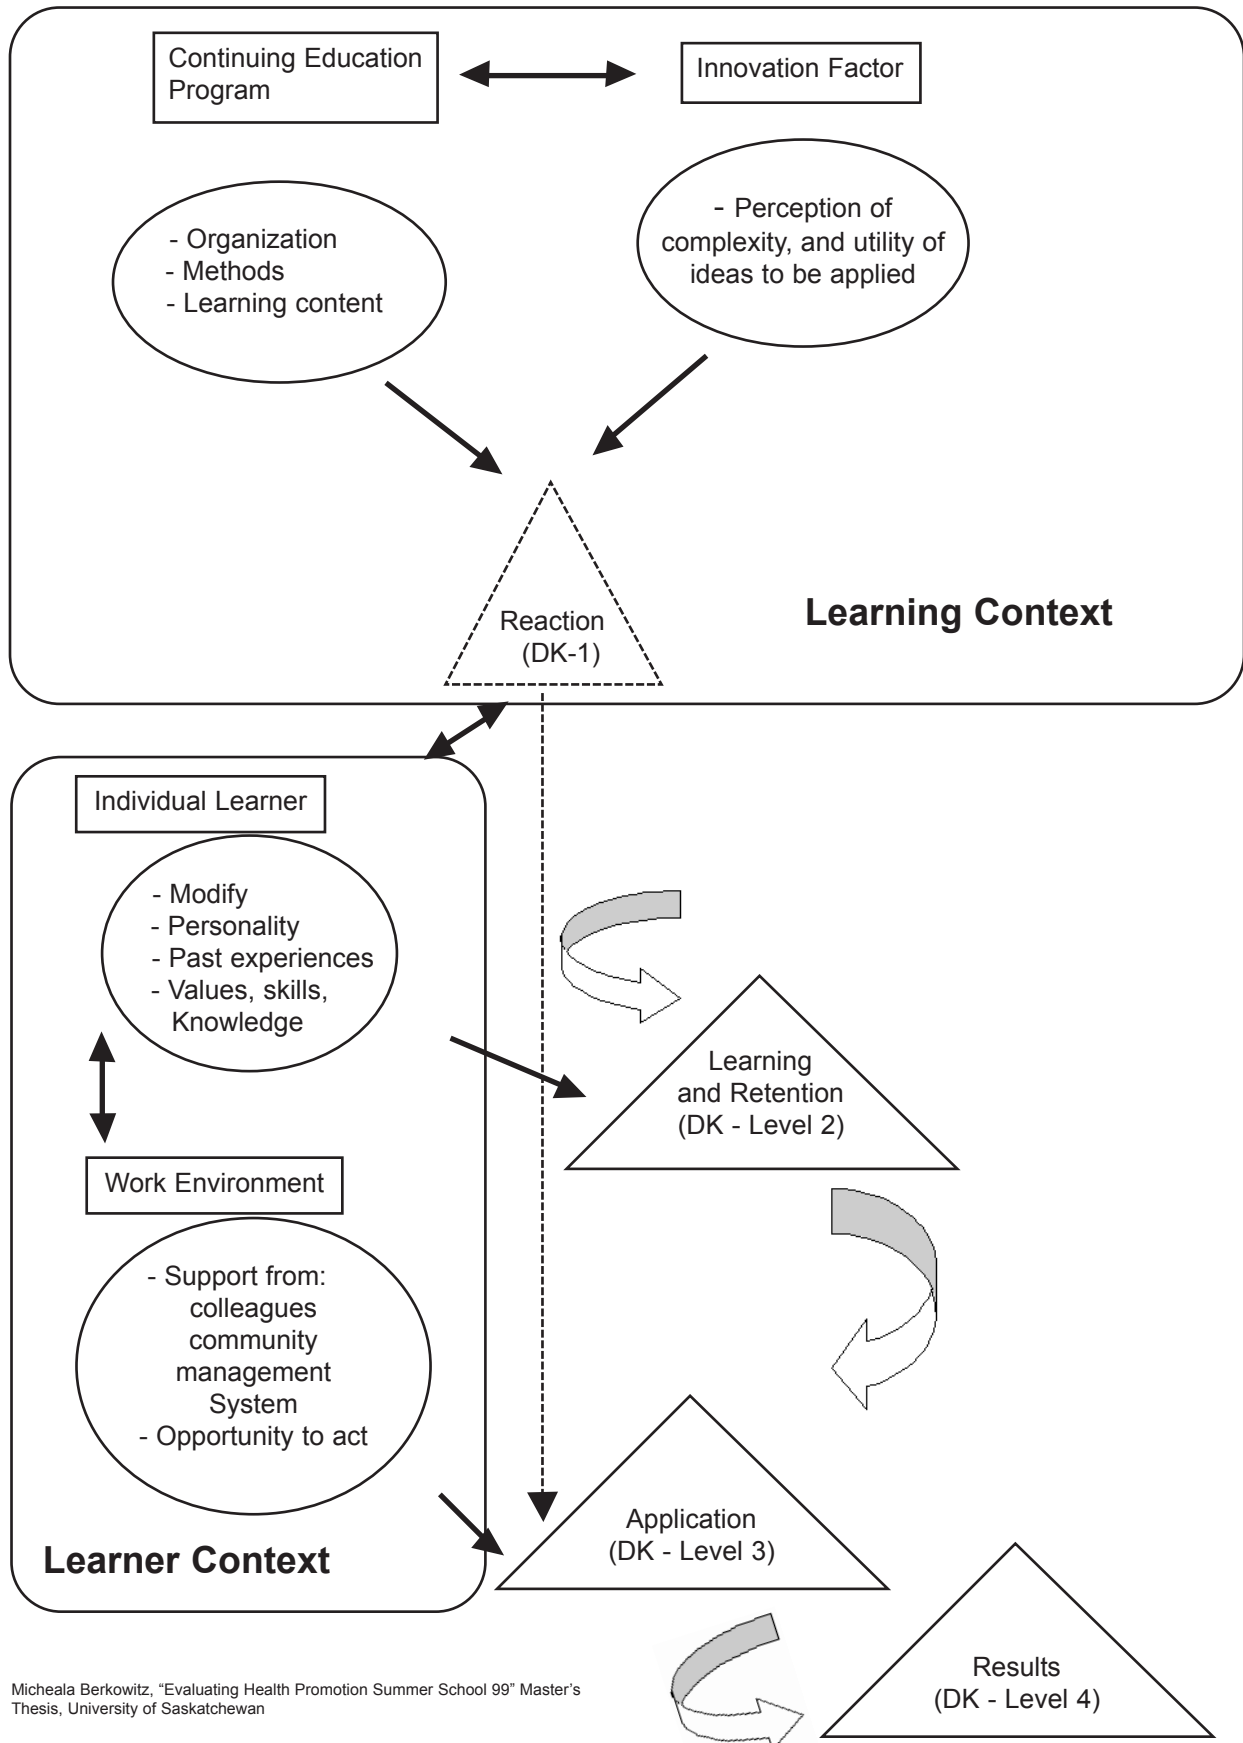 Continuing Education
Program
Innovation Factor
- Organization
- Methods
- Learning content
- Perception of
complexity, and utility of
ideas to be applied
Reaction
(DK-1)
Learning Context
Individual Learner
- Modify
- Personality
- Past experiences
- Values, skills,
Knowledge
Learning
and Retention
(DK - Level 2)
Work Environment
- Support from:
colleagues
community
management
System
- Opportunity to act
Learner Context
Application
(DK - Level 3)
Results
(DK - Level 4)
Micheala Berkowitz, “Evaluating Health Promotion Summer School 99” Master’s
Thesis, University of Saskatchewan